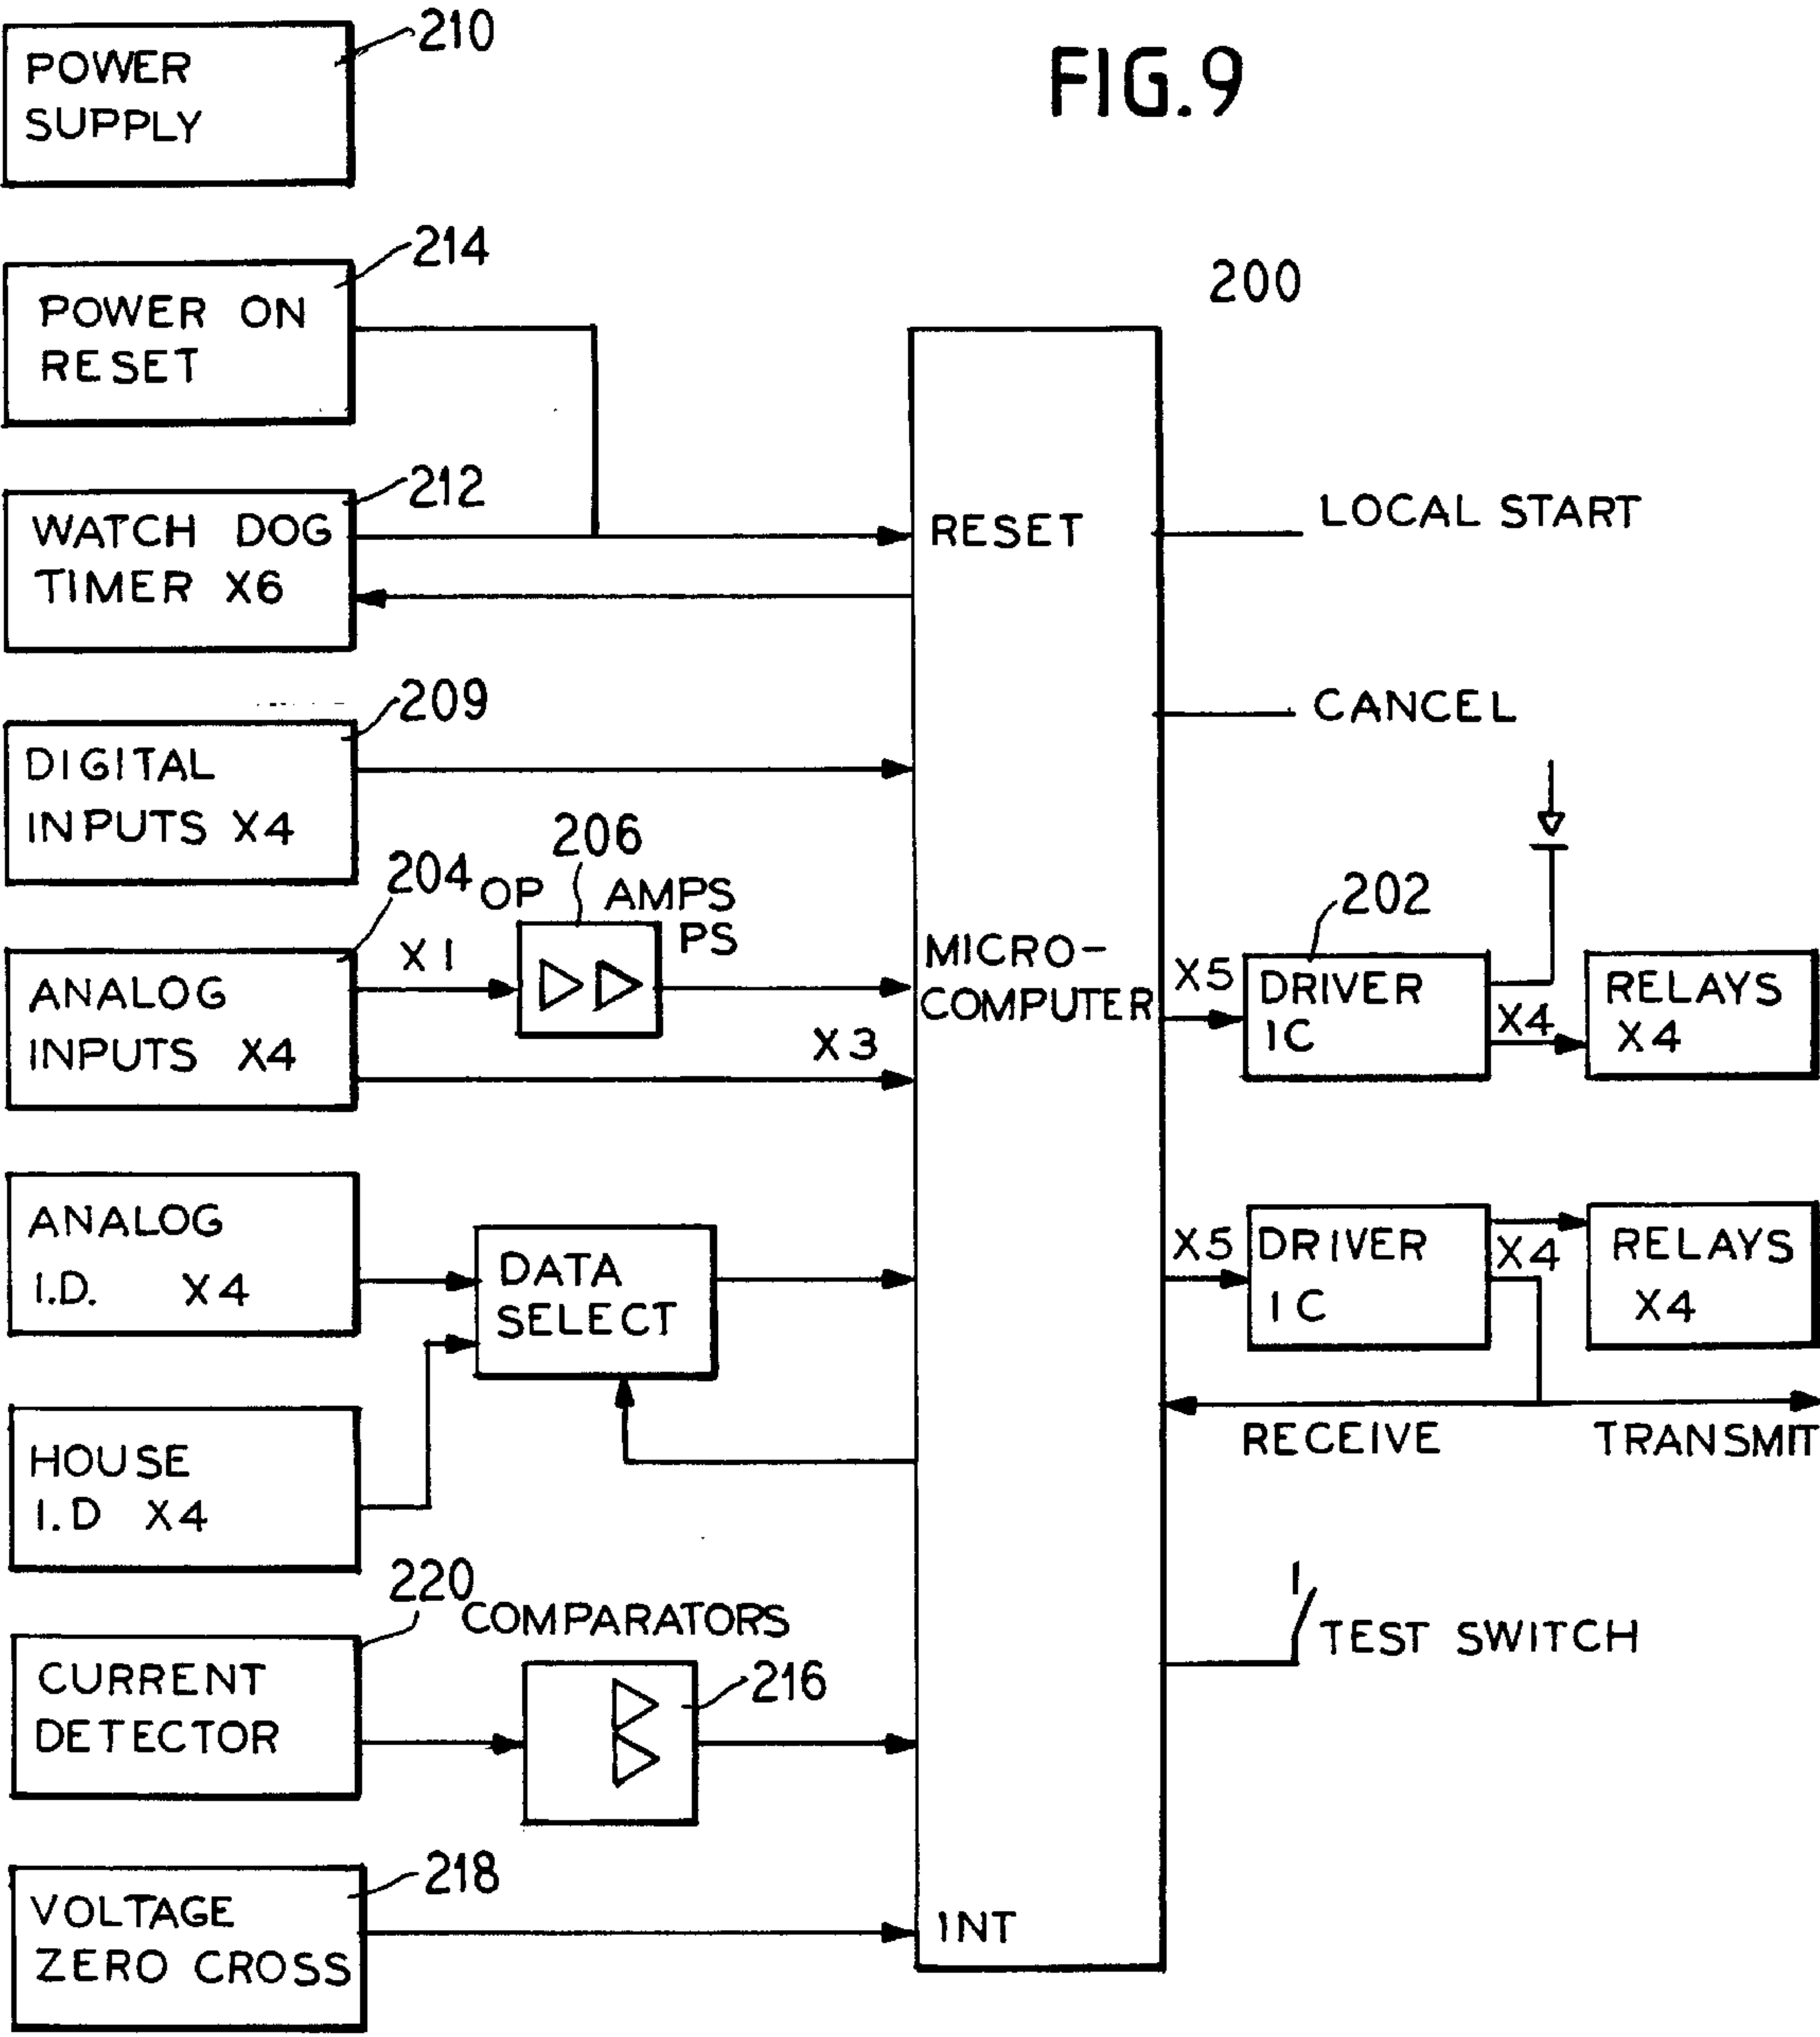 FIG.9
210
POWER
SUPPLY
214
POWER ON
RESET
200
212
WATCH DOG
TIMER X6
RESET
LOCAL START
209
DIGITAL
INPUTS X4
CANCEL
204
206
OP AMPS
PS
X1
ANALOG
INPUTS X4
X3
MICRO-
COMPUTER
202
X5
DRIVER
IC
X4
RELAYS
X4
ANALOG
I.D. X4
DATA
SELECT
X5
DRIVER
IC
X4
RELAYS
X4
RECEIVE
TRANSMIT
HOUSE
I.D X4
220
COMPARATORS
CURRENT
DETECTOR
216
TEST SWITCH
218
VOLTAGE
ZERO CROSS
INT